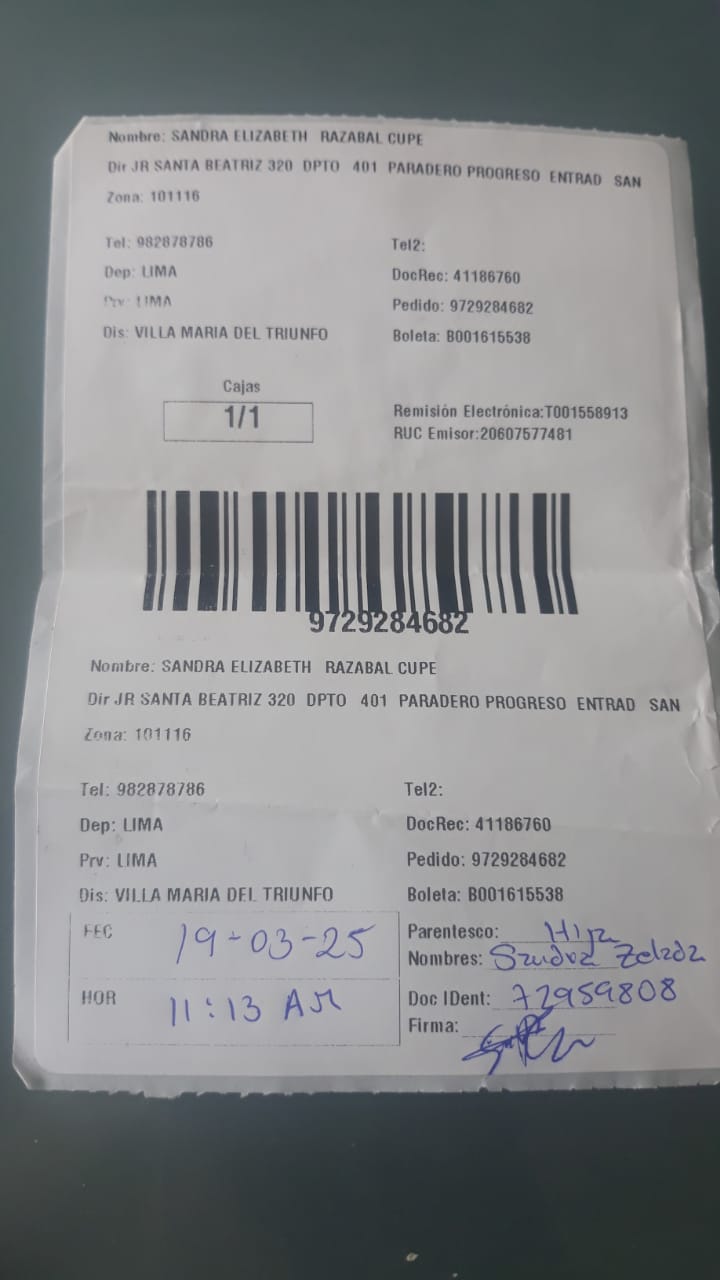 Nombre: SANDRA ELIZABETH RAZABAL CUPE
Dir JR SANTA BEATRIZ 320 DPTO 401 PARADERO PROGRESO ENTRAD SAN
Zona: 101116
Tel: 982878786 Tel2:
Dep: LIMA DocRec: 41186760
Prv: LIMA Pedido: 9729284682
Dis: VILLA MARIA DEL TRIUNFO Boleta: B001615538
Cajas
1/1
Remisión Electrónica:T001558913
RUC Emisor:20607577481
9729284682
Nombre: SANDRA ELIZABETH RAZABAL CUPE
Dir JR SANTA BEATRIZ 320 DPTO 401 PARADERO PROGRESO ENTRAD SAN
Zona: 101116
Tel: 982878786 Tel2:
Dep: LIMA DocRec: 41186760
Prv: LIMA Pedido: 9729284682
Dis: VILLA MARIA DEL TRIUNFO Boleta: B001615538
FEC 19-03-25 Parentesco: Hija
Nombres: Sandra Zelada
HOR 11:13 AM Doc IDent: 72959808
Firma: